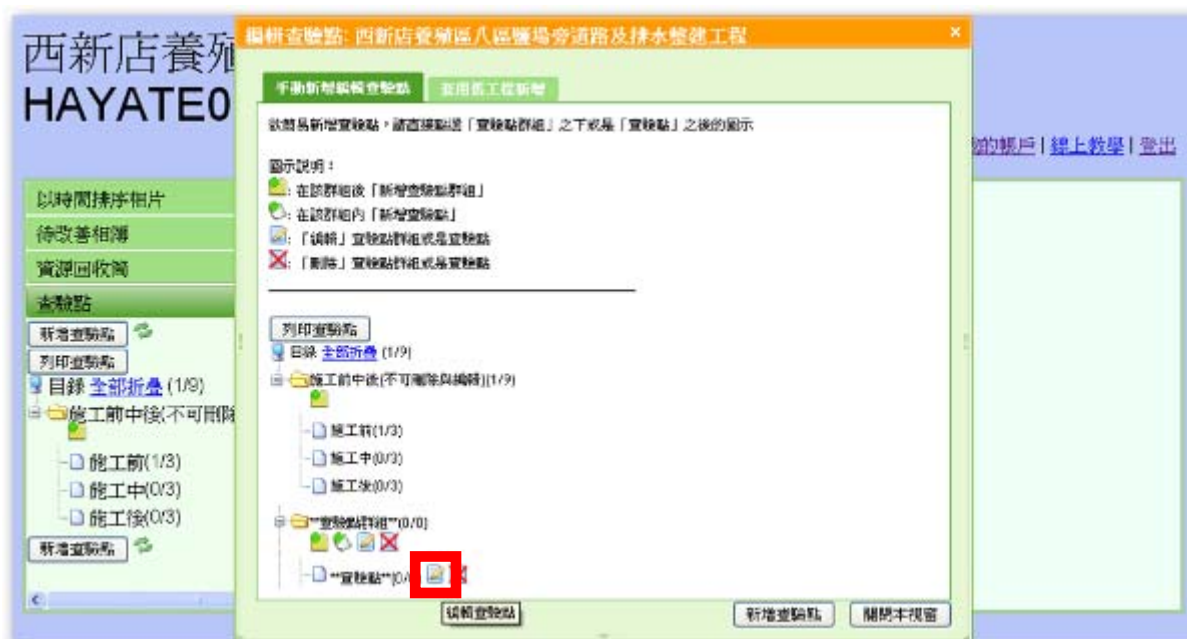 西新店養殖
HAYATE0
的帳戶 | 線上教學 | 登出
以時間排序相片
待改善相簿
資源回收筒
查驗點
新增查驗點
列印查驗點
目錄 全部折疊 (1/9)
施工前中後(不可刪除
施工前(1/3)
施工中(0/3)
施工後(0/3)
新增查驗點
編輯查驗點: 西新店養殖區八區鹽場旁道路及排水整建工程
手動新增編輯查驗點
套用舊工程新增
欲簡易新增查驗點，請直接點選「查驗點群組」之下或是「查驗點」之後的圖示
圖示說明：
: 在該群組後「新增查驗點群組」
: 在該群組內「新增查驗點」
: 「編輯」查驗點群組或是查驗點
: 「刪除」查驗點群組或是查驗點
列印查驗點
目錄 全部折疊 (1/9)
施工前中後(不可刪除與編輯)(1/9)
施工前(1/3)
施工中(0/3)
施工後(0/3)
**查驗點群組**(0/0)
**查驗點**(0/
編輯查驗點
新增查驗點
關閉本視窗